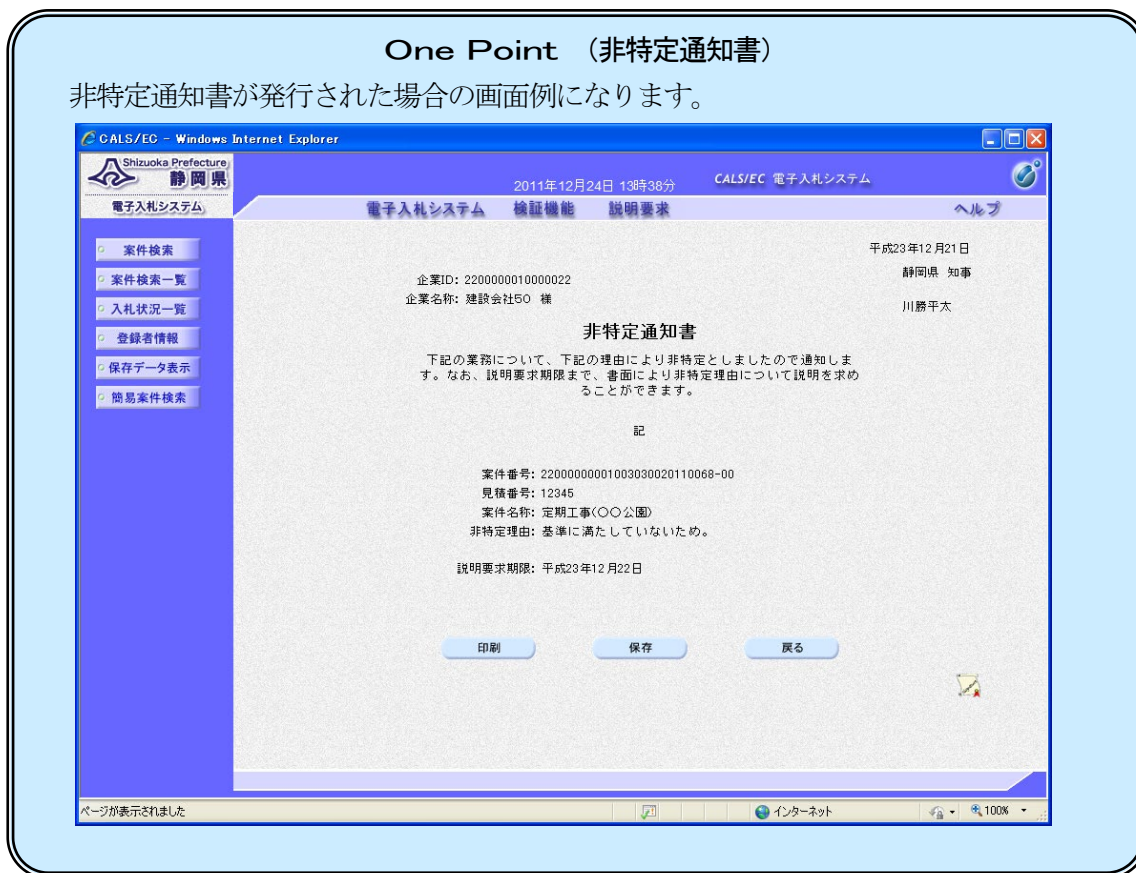 One Point （非特定通知書）
非特定通知書が発行された場合の画面例になります。
CALS/EC - Windows Internet Explorer
Shizuoka Prefecture
静岡県
2011年12月24日 13時38分
CALS/EC 電子入札システム
電子入札システム
電子入札システム 検証機能 説明要求 ヘルプ
案件検索
案件検索一覧
入札状況一覧
登録者情報
保存データ表示
簡易案件検索
平成23年12月21日
静岡県 知事
企業ID: 2200000010000022
企業名称: 建設会社50 様
川勝平太
非特定通知書
下記の業務について、下記の理由により非特定としましたので通知しま
す。なお、説明要求期限まで、書面により非特定理由について説明を求め
ることができます。
記
案件番号: 22000000001003030020110068-00
見積番号: 12345
案件名称: 定期工事(〇〇公園)
非特定理由: 基準に満たしていないため。
説明要求期限: 平成23年12月22日
印刷 保存 戻る
ページが表示されました
インターネット
100%